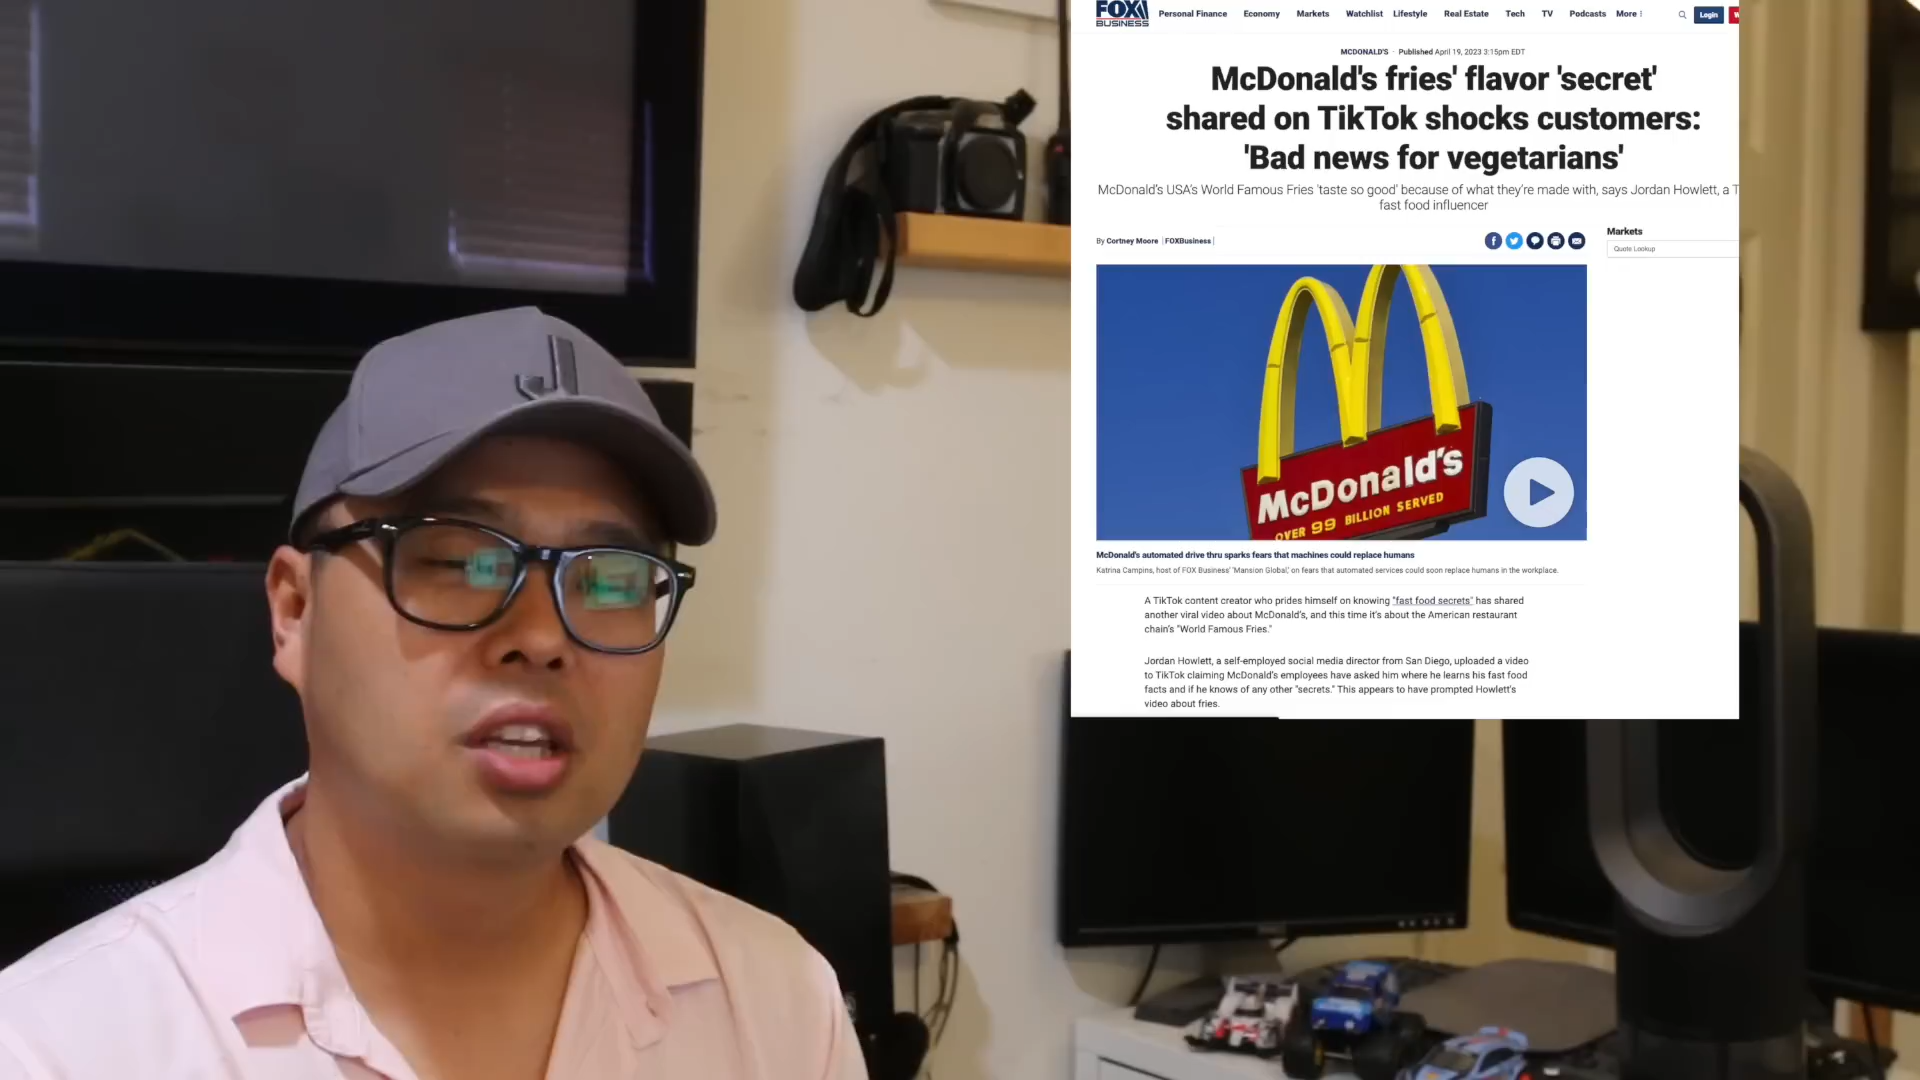 FOX
BUSINESS
Personal Finance Economy Markets Watchlist Lifestyle Real Estate Tech TV Podcasts More Login
MCDONALD'S · Published April 19, 2023 3:15pm EDT
McDonald's fries' flavor 'secret'
shared on TikTok shocks customers:
'Bad news for vegetarians'
McDonald's USA's World Famous Fries 'taste so good' because of what they're made with, says Jordan Howlett, a T
fast food influencer
By Cortney Moore | FOXBusiness |
Markets
Quote Lookup
McDonald's
OVER 99 BILLION SERVED
McDonald's automated drive thru sparks fears that machines could replace humans
Katrina Campins, host of FOX Business' 'Mansion Global,' on fears that automated services could soon replace humans in the workplace.
A TikTok content creator who prides himself on knowing "fast food secrets" has shared
another viral video about McDonald's, and this time it's about the American restaurant
chain's "World Famous Fries."
Jordan Howlett, a self-employed social media director from San Diego, uploaded a video
to TikTok claiming McDonald's employees have asked him where he learns his fast food
facts and if he knows of any other "secrets." This appears to have prompted Howlett's
video about fries.